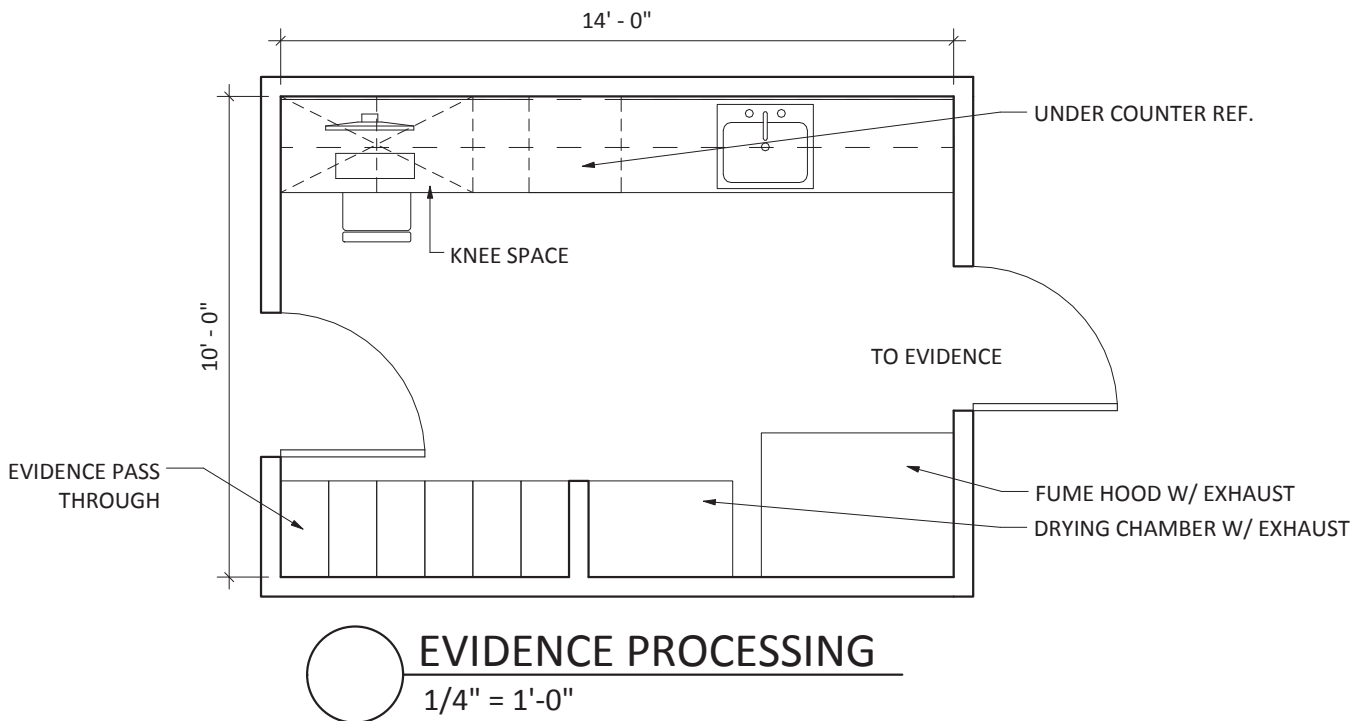 14' - 0"
UNDER COUNTER REF.
KNEE SPACE
10' - 0"
TO EVIDENCE
EVIDENCE PASS
THROUGH
FUME HOOD W/ EXHAUST
DRYING CHAMBER W/ EXHAUST
EVIDENCE PROCESSING
1/4" = 1'-0"